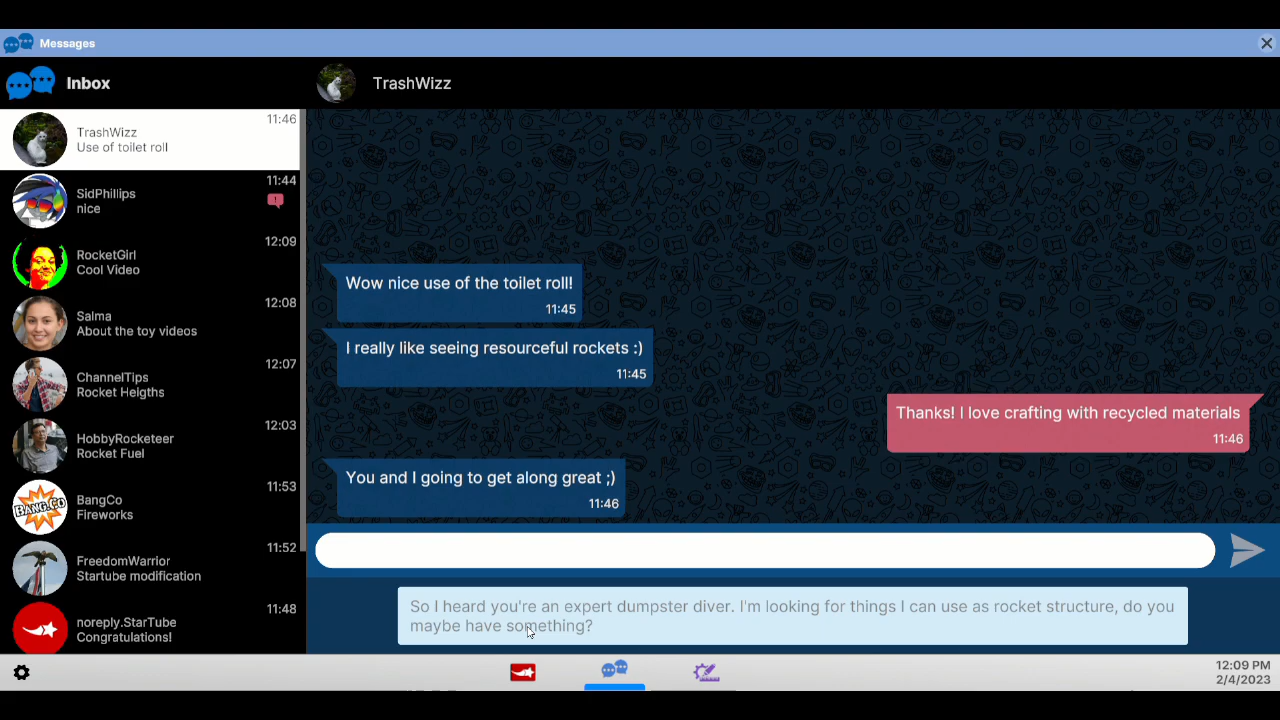 Messages
Inbox
TrashWizz
TrashWizz
Use of toilet roll
11:46
SidPhillips
nice
11:44
RocketGirl
Cool Video
12:09
Salma
About the toy videos
12:08
ChannelTips
Rocket Heigths
12:07
HobbyRocketeer
Rocket Fuel
12:03
BANG.CO
BangCo
Fireworks
11:53
FreedomWarrior
Startube modification
11:52
noreply.StarTube
Congratulations!
11:48
Wow nice use of the toilet roll!
11:45
I really like seeing resourceful rockets :)
11:45
Thanks! I love crafting with recycled materials
11:46
You and I going to get along great ;)
11:46
So I heard you're an expert dumpster diver. I'm looking for things I can use as rocket structure, do you
maybe have something?
12:09 PM
2/4/2023